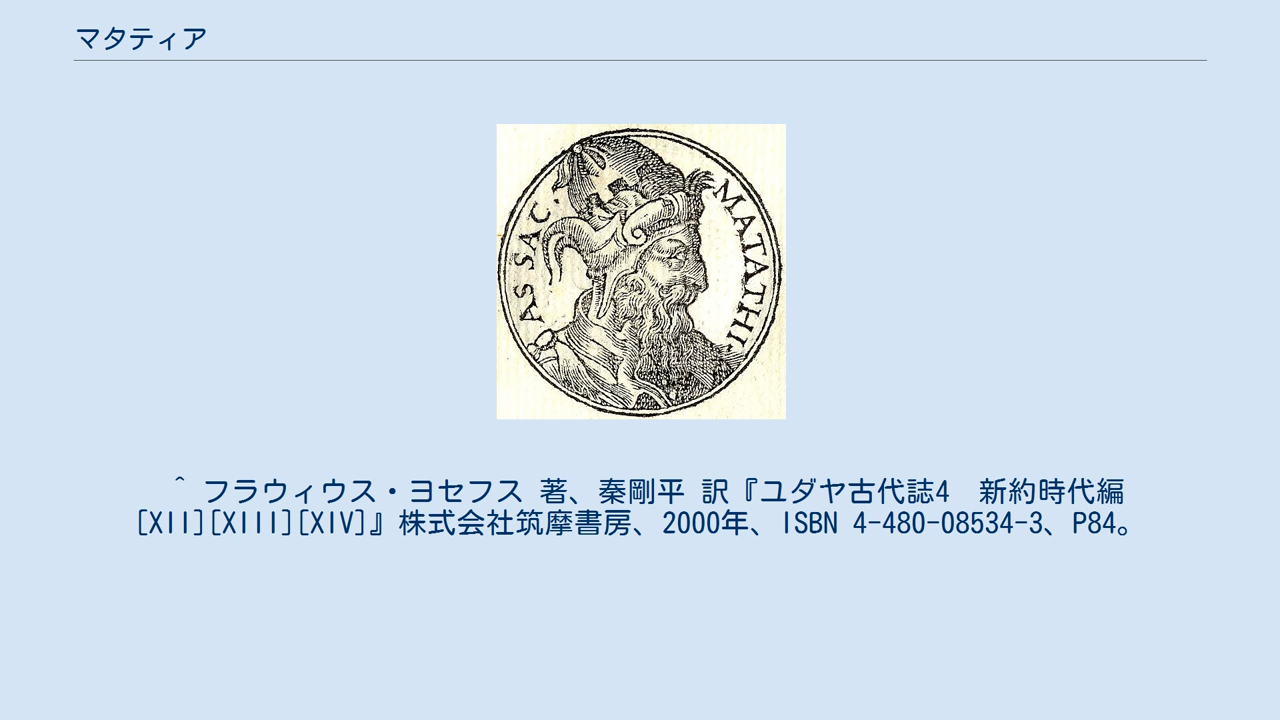 マタティア
ASSAC.
MATATHI
^ フラウィウス・ヨセフス 著、秦剛平 訳『ユダヤ古代誌4　新約時代編
[XII][XIII][XIV]』株式会社筑摩書房、2000年、ISBN 4-480-08534-3、P84。